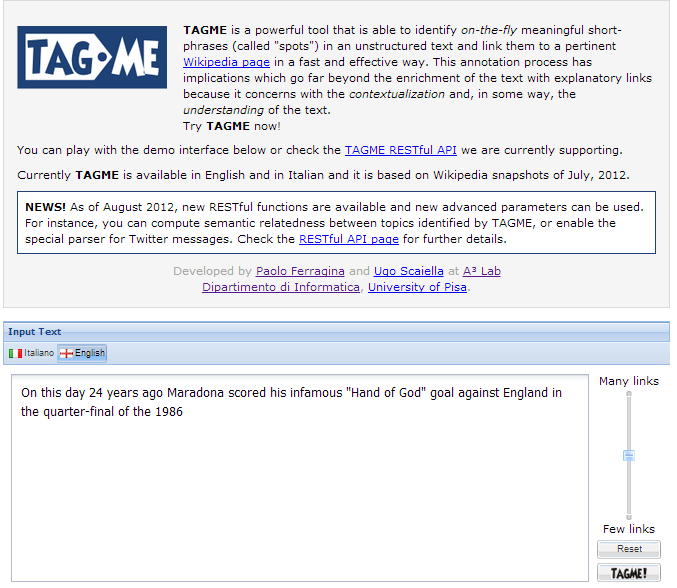 TAG ME
TAGME is a powerful tool that is able to identify on-the-fly meaningful short-
phrases (called "spots") in an unstructured text and link them to a pertinent
Wikipedia page in a fast and effective way. This annotation process has
implications which go far beyond the enrichment of the text with explanatory links
because it concerns with the contextualization and, in some way, the
understanding of the text.
Try TAGME now!
You can play with the demo interface below or check the TAGME RESTful API we are currently supporting.
Currently TAGME is available in English and in Italian and it is based on Wikipedia snapshots of July, 2012.
NEWS! As of August 2012, new RESTful functions are available and new advanced parameters can be used.
For instance, you can compute semantic relatedness between topics identified by TAGME, or enable the
special parser for Twitter messages. Check the RESTful API page for further details.
Developed by Paolo Ferragina and Ugo Scaiella at A³ Lab
Dipartimento di Informatica, University of Pisa.
Input Text
Italiano English
On this day 24 years ago Maradona scored his infamous "Hand of God" goal against England in
the quarter-final of the 1986
Many links
Few links
Reset
TAGME!